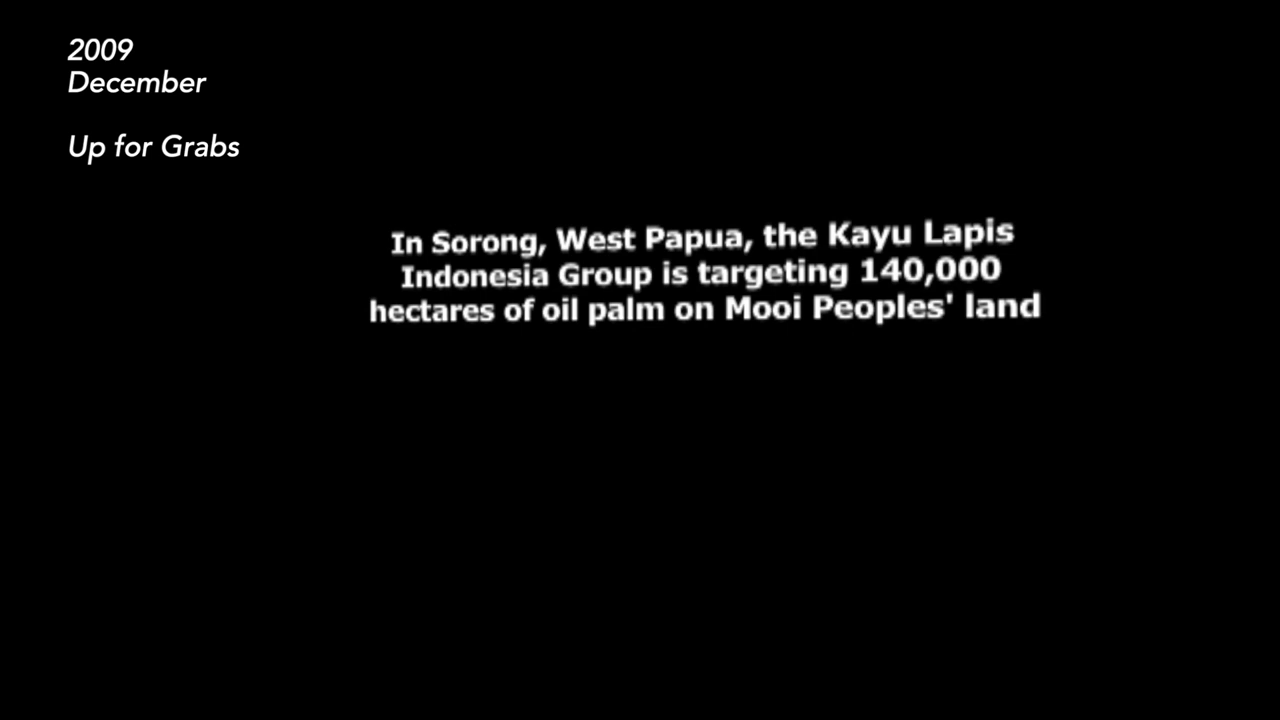 2009
December
Up for Grabs
In Sorong, West Papua, the Kayu Lapis
Indonesia Group is targeting 140,000
hectares of oil palm on Mooi Peoples' land